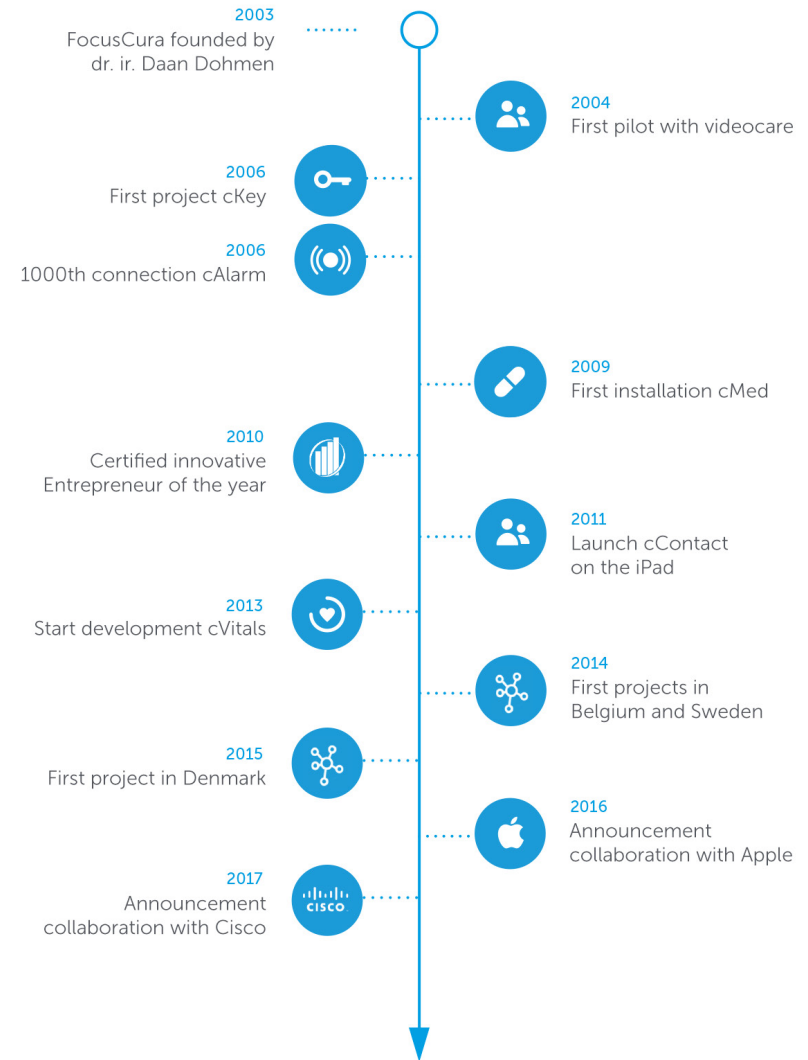 2003
FocusCura founded by
dr. ir. Daan Dohmen
2004
First pilot with videocare
2006
First project cKey
2006
1000th connection cAlarm
2009
First installation cMed
2010
Certified innovative
Entrepreneur of the year
2011
Launch cContact
on the iPad
2013
Start development cVitals
2014
First projects in
Belgium and Sweden
2015
First project in Denmark
2016
Announcement
collaboration with Apple
2017
Announcement
collaboration with Cisco
CISCO